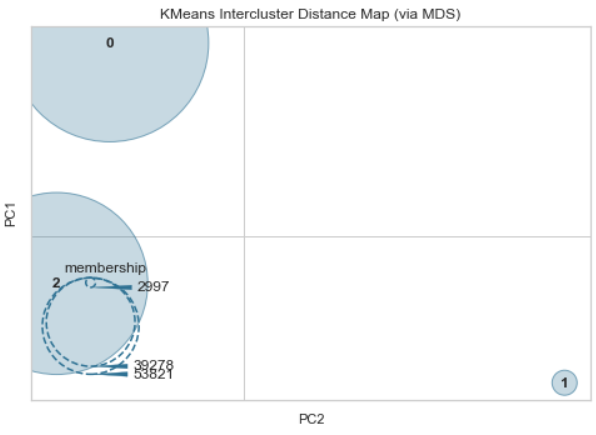 KMeans Intercluster Distance Map (via MDS)
0
PC1
membership
2
2997
39278
53821
1
PC2